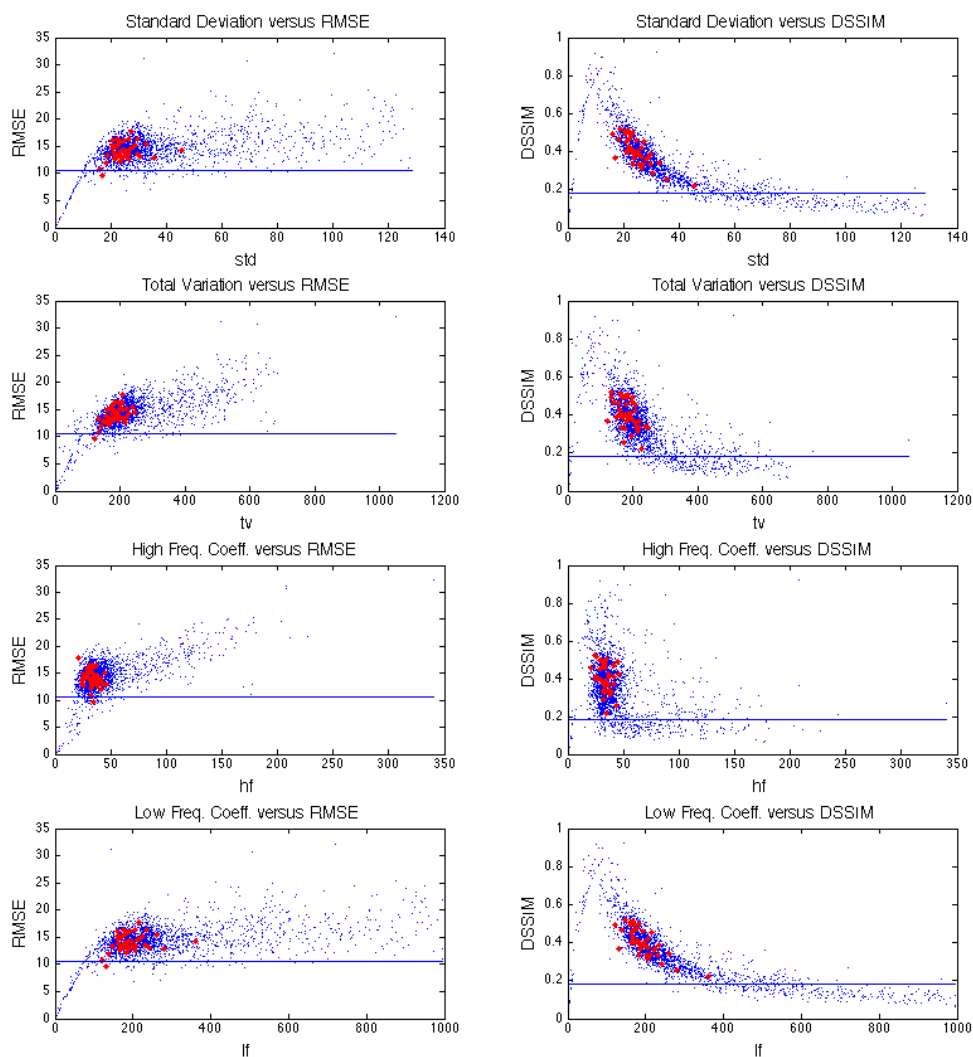 Standard Deviation versus RMSE
35
30
25
20
15
10
5
0
RMSE
0 20 40 60 80 100 120 140
std
Standard Deviation versus DSSIM
1
0.8
0.6
0.4
0.2
0
DSSIM
0 20 40 60 80 100 120 140
std
Total Variation versus RMSE
35
30
25
20
15
10
5
0
RMSE
0 200 400 600 800 1000 1200
tv
Total Variation versus DSSIM
1
0.8
0.6
0.4
0.2
0
DSSIM
0 200 400 600 800 1000 1200
tv
High Freq. Coeff. versus RMSE
35
30
25
20
15
10
5
0
RMSE
0 50 100 150 200 250 300 350
hf
High Freq. Coeff. versus DSSIM
1
0.8
0.6
0.4
0.2
0
DSSIM
0 50 100 150 200 250 300 350
hf
Low Freq. Coeff. versus RMSE
35
30
25
20
15
10
5
0
RMSE
0 200 400 600 800 1000
lf
Low Freq. Coeff. versus DSSIM
1
0.8
0.6
0.4
0.2
0
DSSIM
0 200 400 600 800 1000
lf